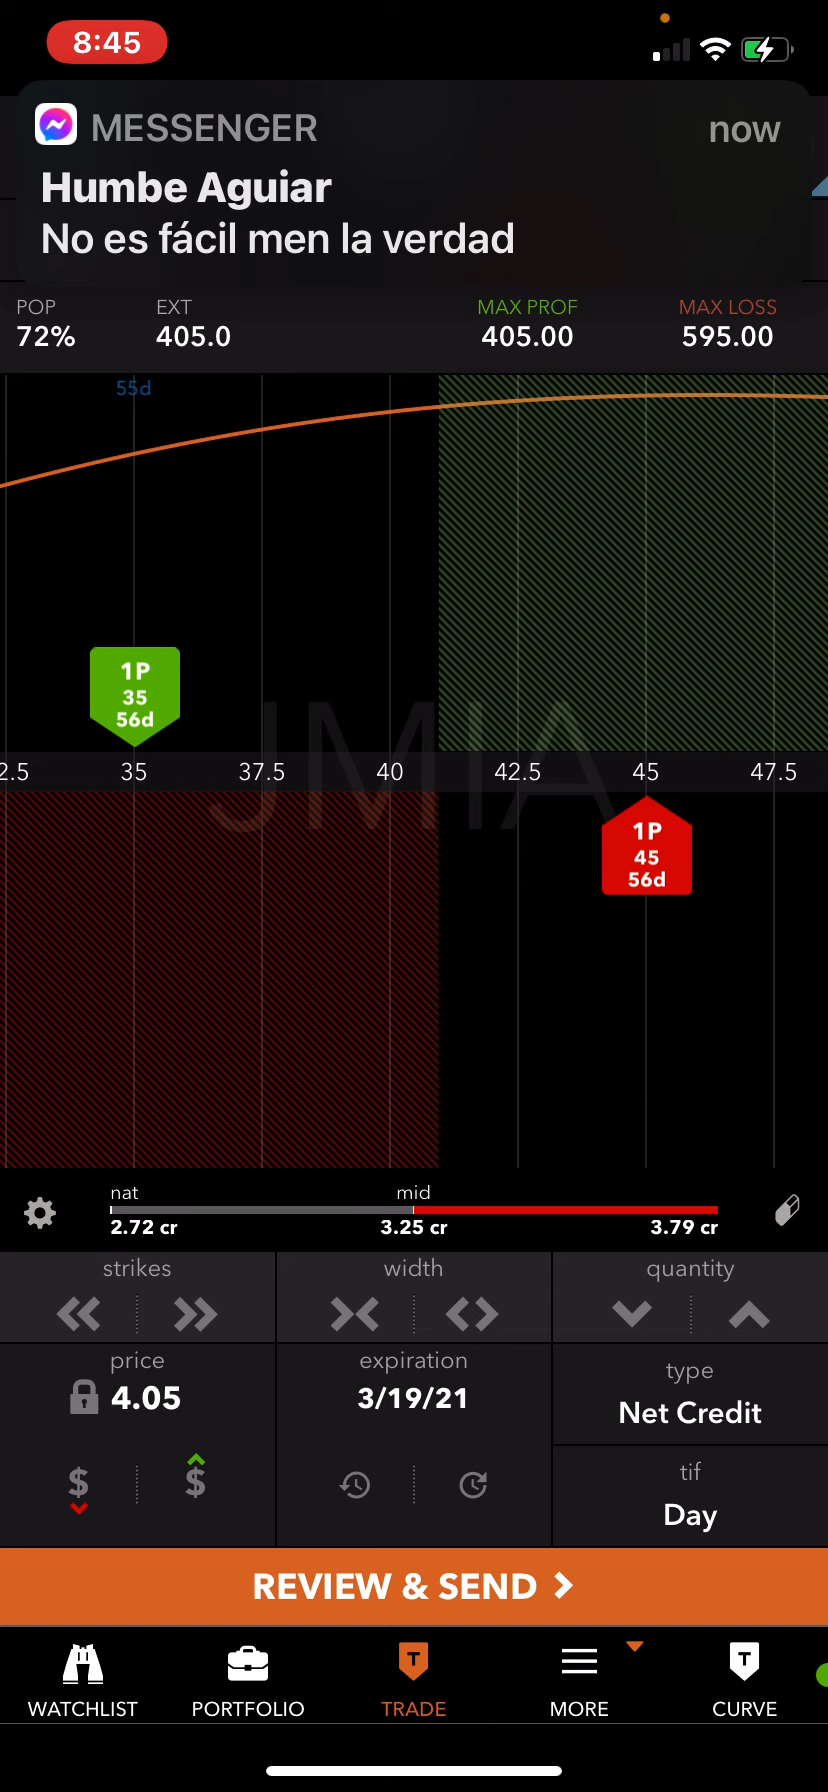 8:45
MESSENGER
now
Humbe Aguiar
No es fácil men la verdad
POP
EXT
MAX PROF
MAX LOSS
72%
405.0
405.00
595.00
55d
1P
35
56d
JMIA
2.5
35
37.5
40
42.5
45
47.5
1P
45
56d
nat
mid
2.72 cr
3.25 cr
3.79 cr
strikes
width
quantity
price
4.05
expiration
3/19/21
type
Net Credit
$
$
tif
Day
REVIEW & SEND
WATCHLIST
PORTFOLIO
TRADE
MORE
CURVE